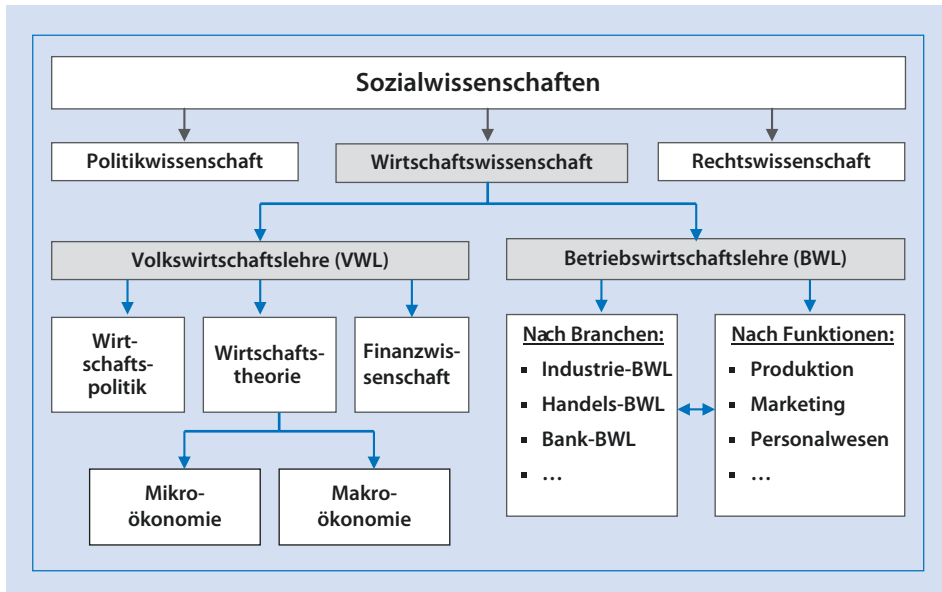 Sozialwissenschaften
Politikwissenschaft
Wirtschaftswissenschaft
Rechtswissenschaft
Volkswirtschaftslehre (VWL)
Betriebswirtschaftslehre (BWL)
Wirt-
schafts-
politik
Wirtschafts-
theorie
Finanzwis-
senschaft
Nach Branchen:
▪ Industrie-BWL
▪ Handels-BWL
▪ Bank-BWL
▪ …
Nach Funktionen:
▪ Produktion
▪ Marketing
▪ Personalwesen
▪ …
Mikro-
ökonomie
Makro-
ökonomie